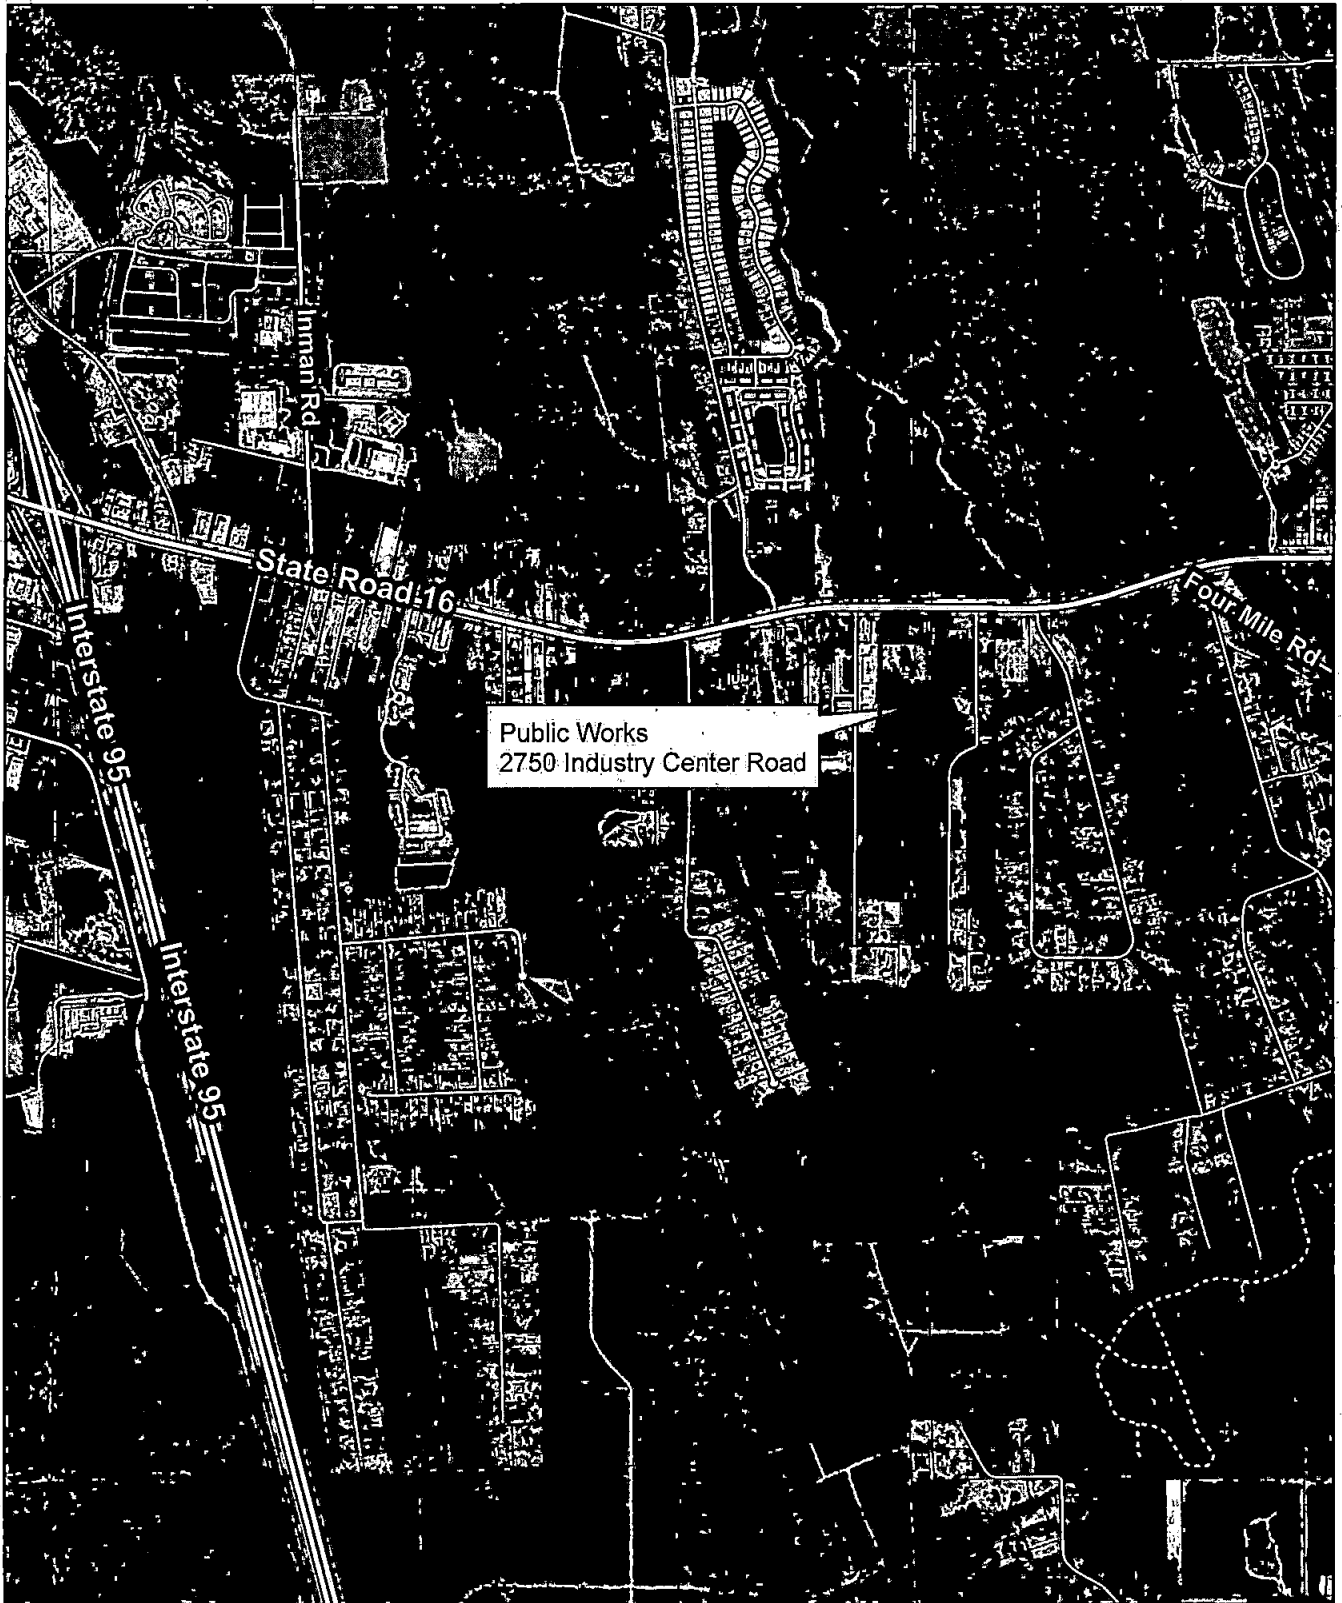 Inman Rd
State Road 16
Four Mile Rd
Interstate 95
Public Works
2750 Industry Center Road
Interstate 95